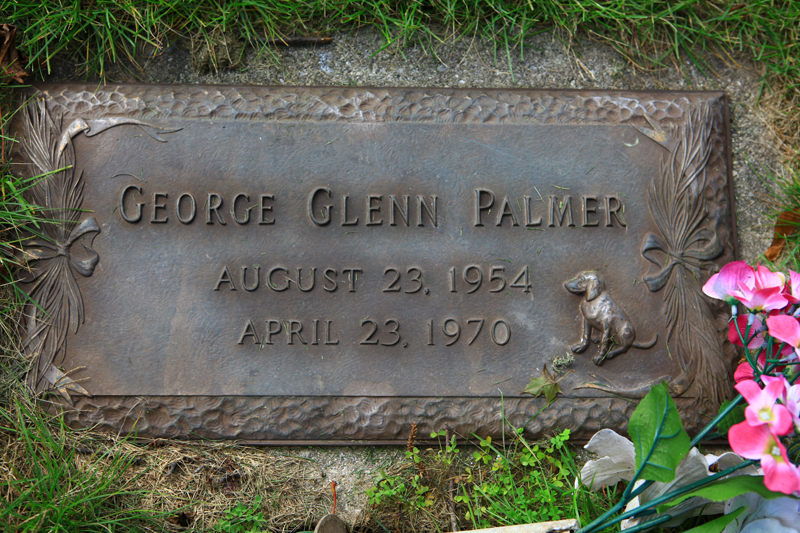 GEORGE GLENN PALMER
AUGUST 23, 1954
APRIL 23, 1970